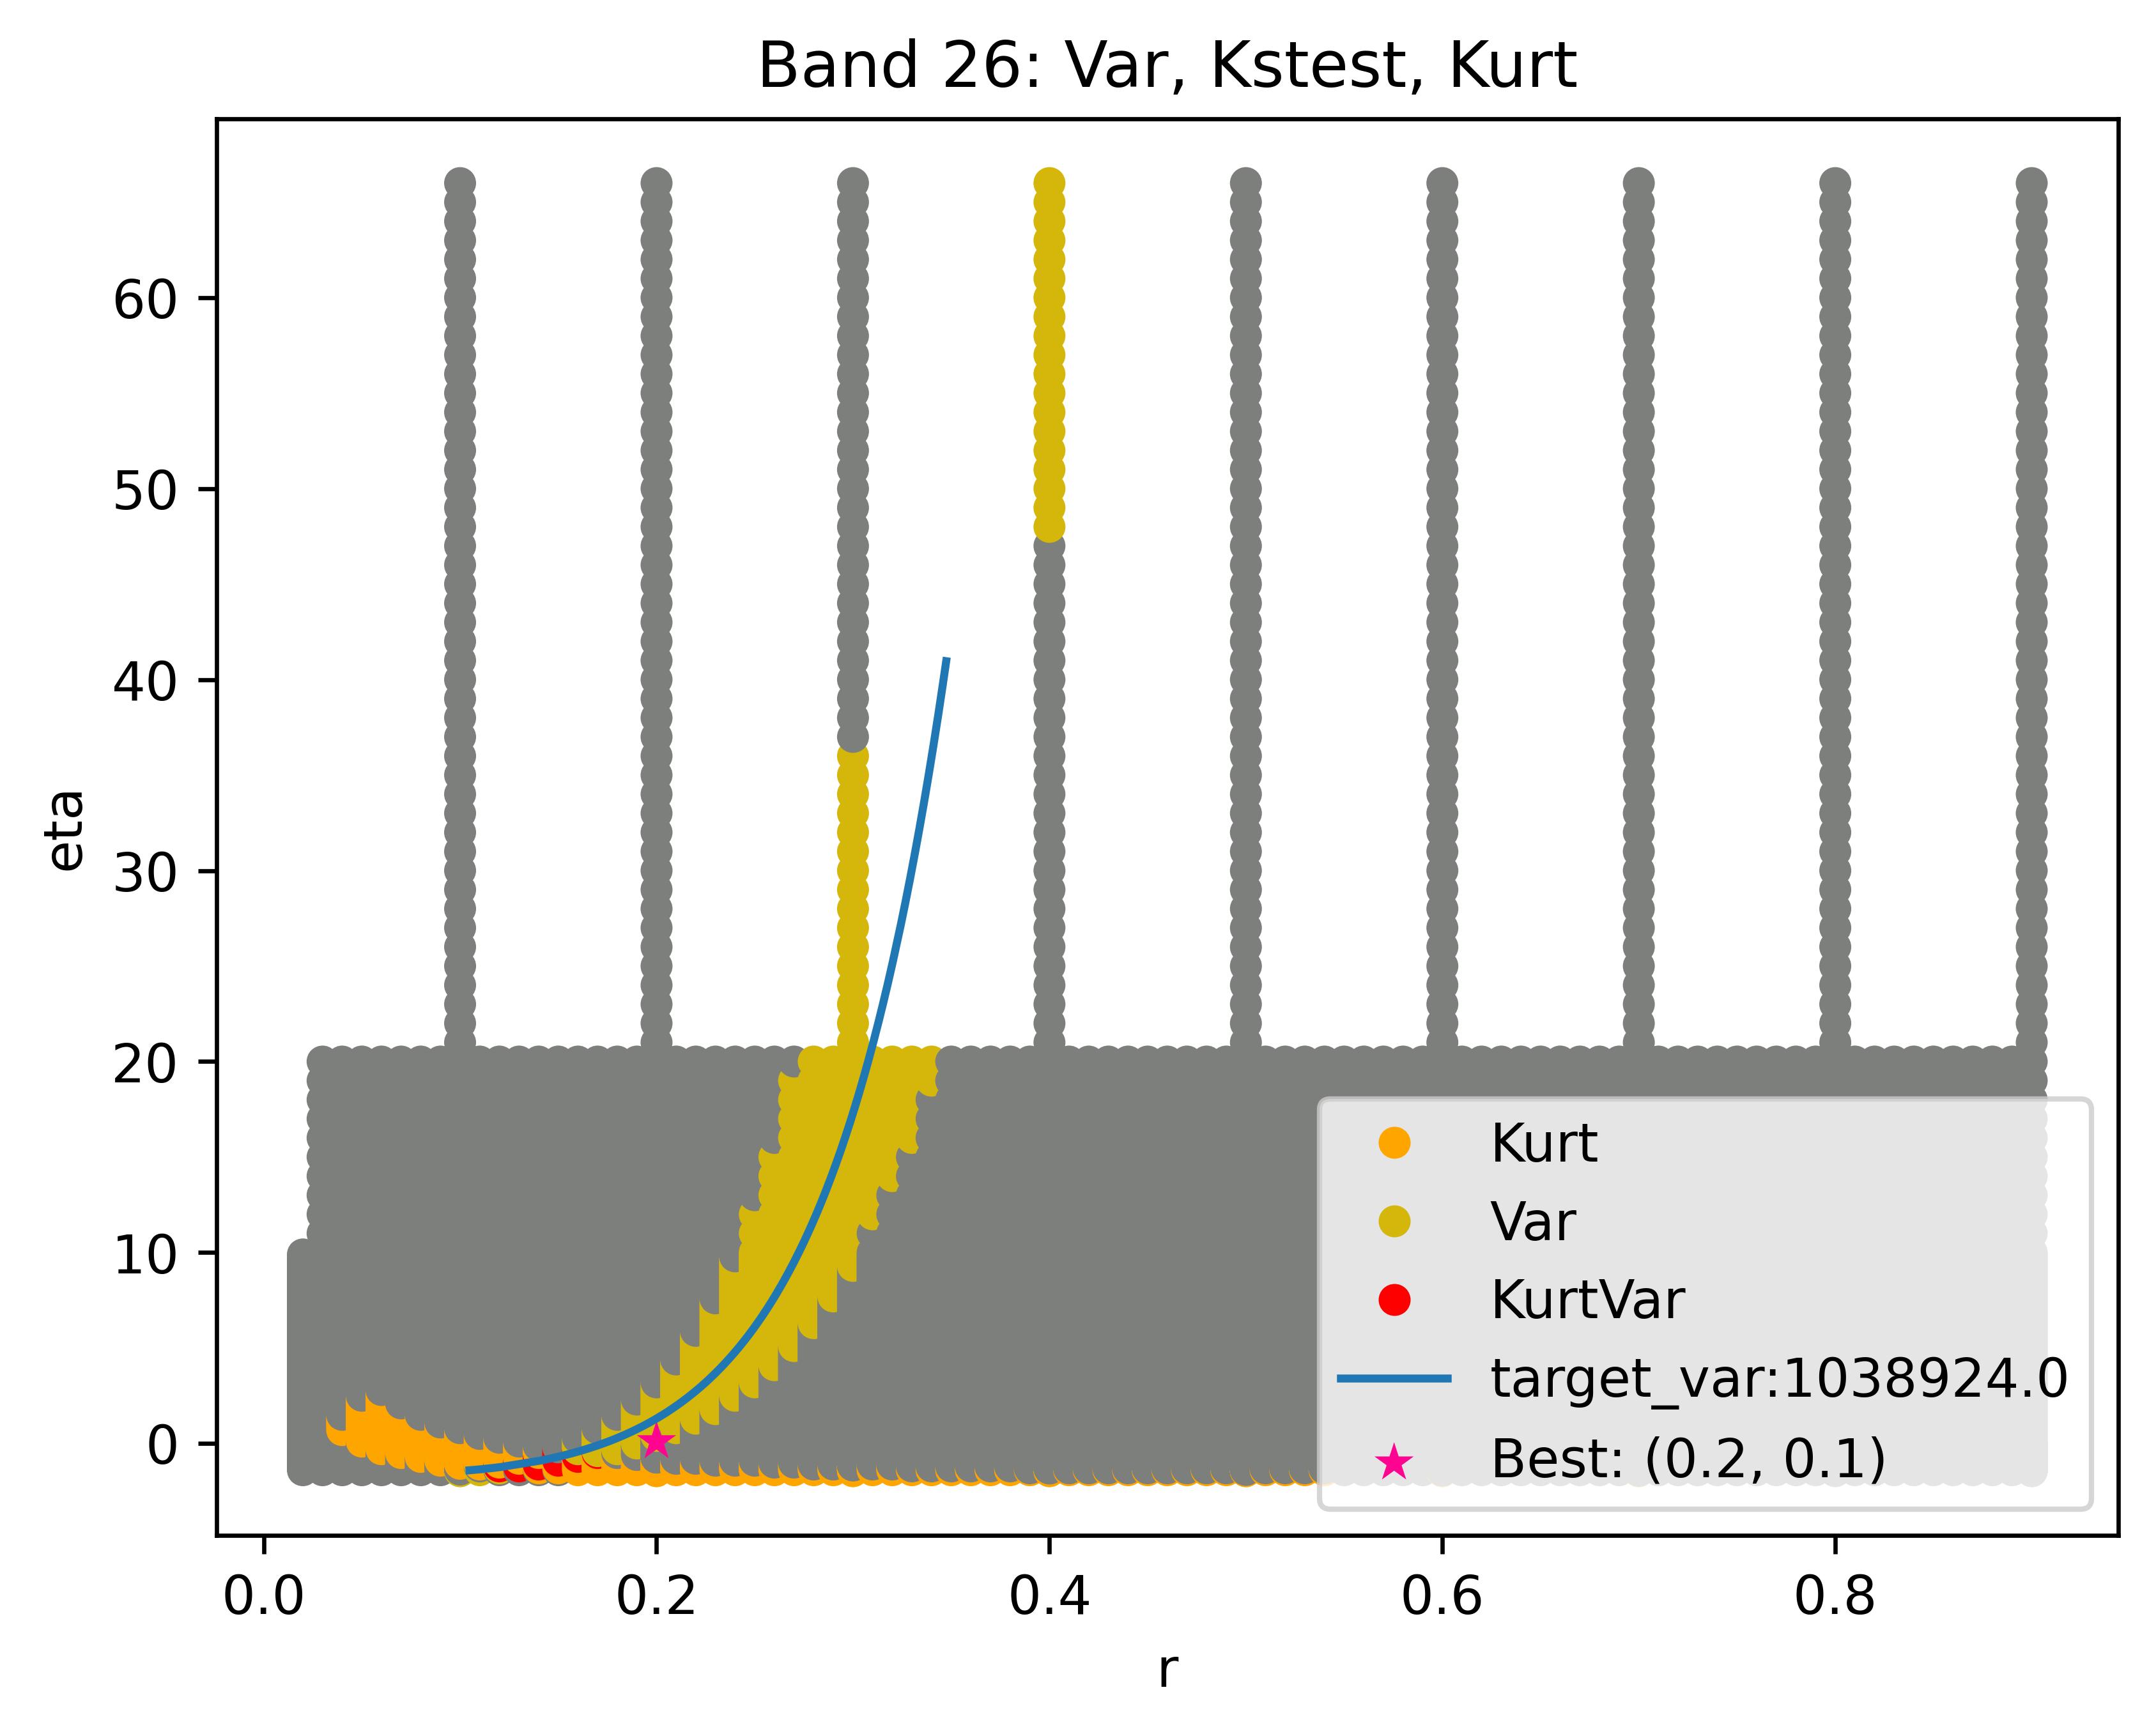 Band 26: Var, Kstest, Kurt
eta
60
50
40
30
20
10
0
Kurt
Var
KurtVar
target_var:1038924.0
Best: (0.2, 0.1)
0.0 0.2 0.4 0.6 0.8
r